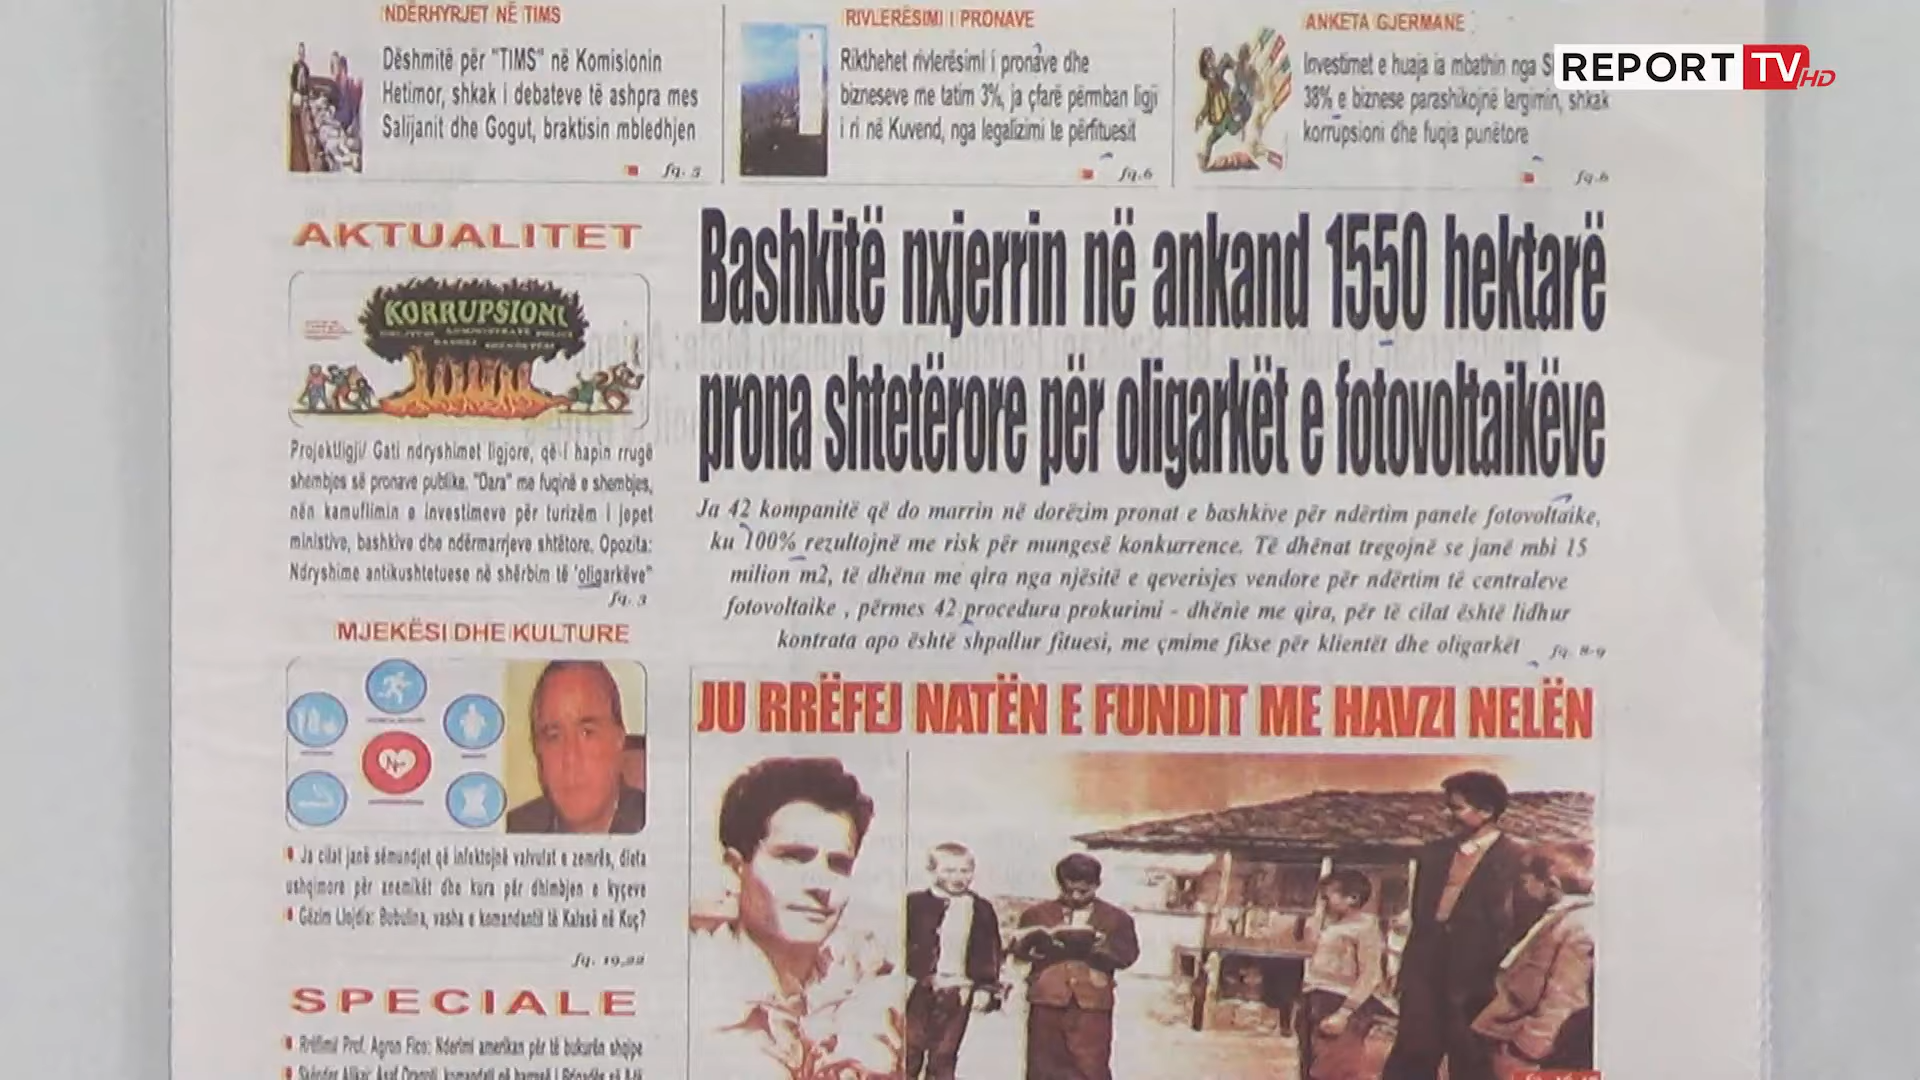 NDËRHYRJET NË TIMS
Dëshmitë për "TIMS" në Komisionin
Hetimor, shkak i debateve të ashpra mes
Salijanit dhe Gogut, braktisin mbledhjen
fq. 3
RIVLERËSIMI I PRONAVE
Rikthehet rivlerësimi i pronave dhe
bizneseve me tatim 3%, ja çfarë përmban ligji
i ri në Kuvend, nga legalizimi te përfituesit
fq.6
ANKETA GJERMANE
Investimet e huaja ia mbathin nga
38% e biznese parashikojnë largimin, shkak
korrupsioni dhe fuqia punëtore
fq.6
REPORT TV HD
AKTUALITET
KORRUPSIONI
Projektligji/ Gati ndryshimet ligjore, që i hapin rrugë
shembjes së pronave publike. "Dara" me fuqinë e shembjes,
nën kamuflimin e investimeve për turizëm i jepet
ministive, bashkive dhe ndërmarrjeve shtëtore. Opozita:
Ndryshime antikushtetuese në shërbim të 'oligarkëve"
fq. 3
Bashkitë nxjerrin në ankand 1550 hektarë
prona shtetërore për oligarkët e fotovoltaikëve
Ja 42 kompanitë që do marrin në dorëzim pronat e bashkive për ndërtim panele fotovoltaike,
ku 100% rezultojnë me risk për mungesë konkurrence. Të dhënat tregojnë se janë mbi 15
milion m2, të dhëna me qira nga njësitë e qeverisjes vendore për ndërtim të centraleve
fotovoltaike , përmes 42 procedura prokurimi - dhënie me qira, për të cilat është lidhur
kontrata apo është shpallur fituesi, me çmime fikse për klientët dhe oligarkët
fq. 8-9
MJEKËSI DHE KULTURE
Ja cilat janë sëmundjet që infektojnë valvulat e zemrës, dieta
ushqimore për anemikët dhe kura për dhimbjen e kyçeve
Gëzim Llojdia: Bubulina, vasha e komandantit të Kalasë në Kuç?
fq. 19,22
JU RRËFEJ NATËN E FUNDIT ME HAVZI NELËN
SPECIALE
Rrëfimi/ Prof. Agron Fico: Nderimi amerikan për të bukurën shqipe